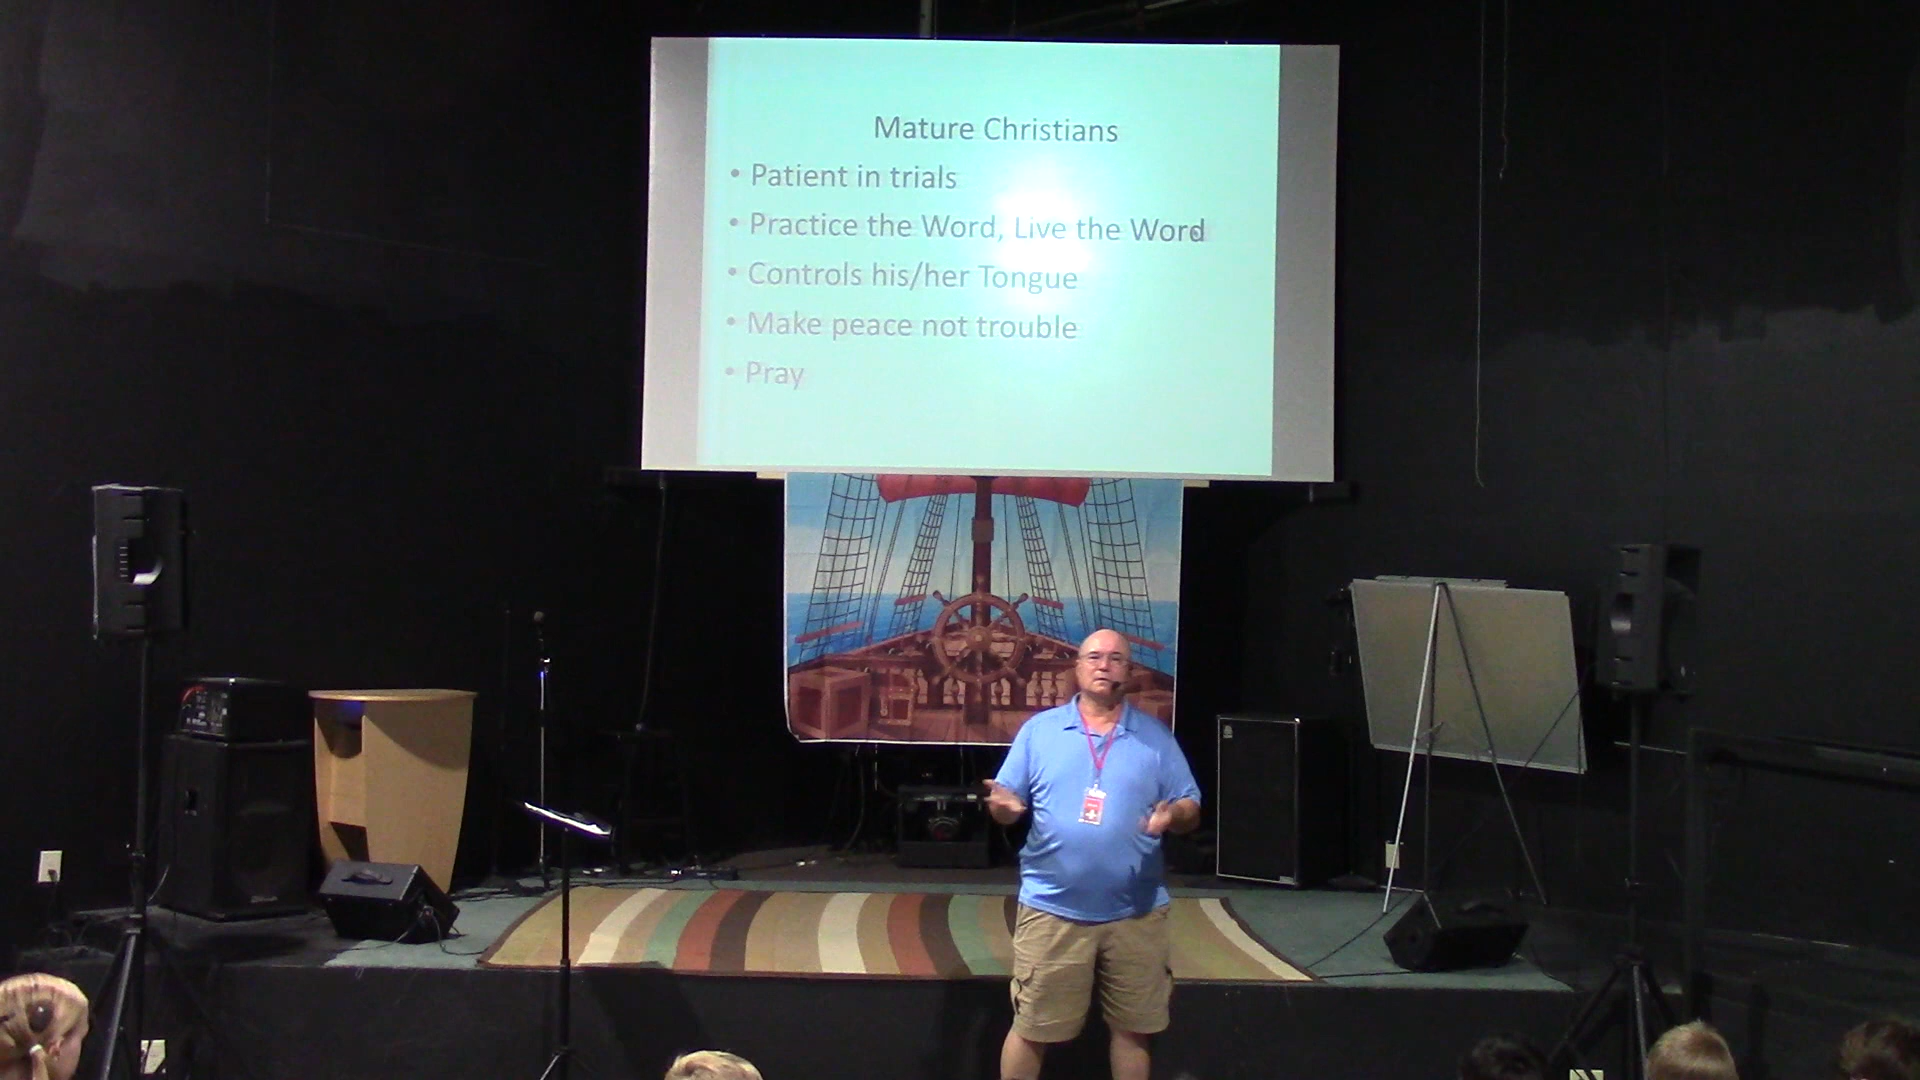 Mature Christians
• Patient in trials
• Practice the Word, Live the Word
• Controls his/her Tongue
• Make peace not trouble
• Pray